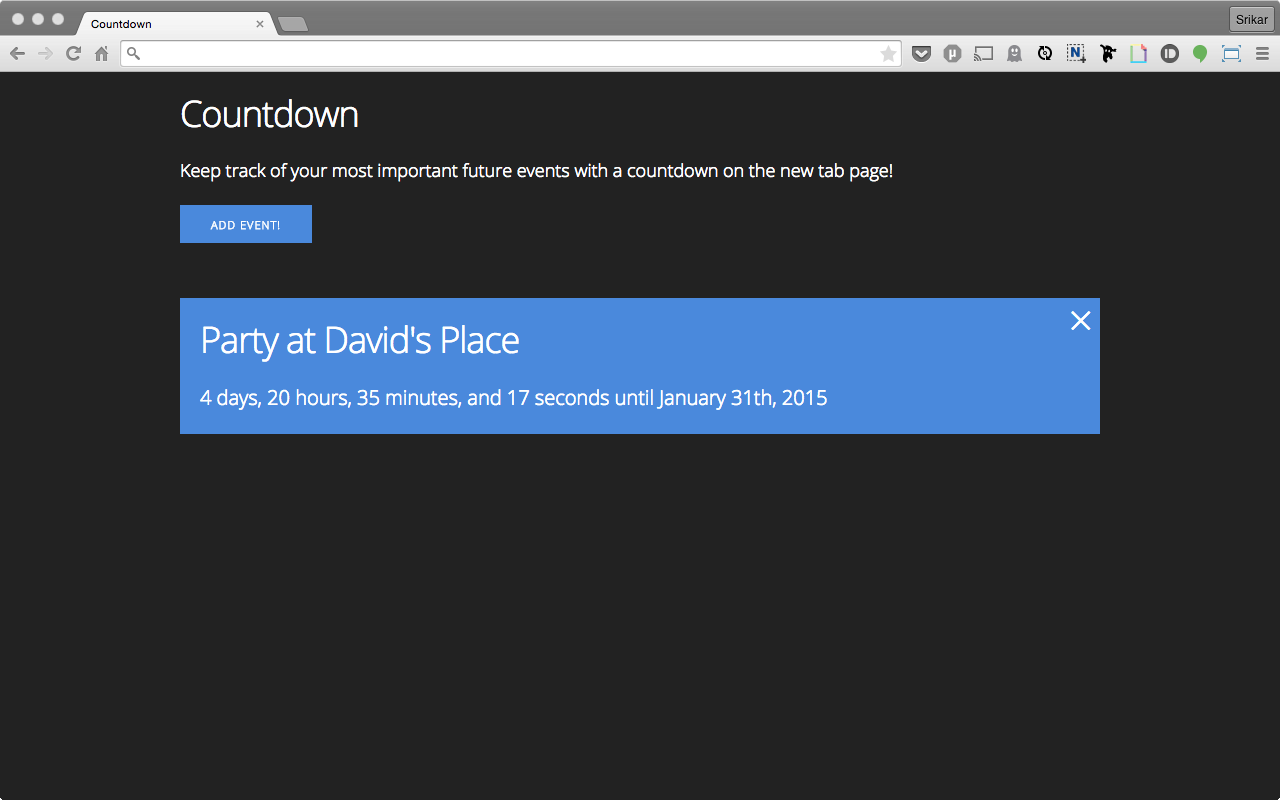 Countdown
Srikar
Countdown
Keep track of your most important future events with a countdown on the new tab page!
ADD EVENT!
Party at David's Place
4 days, 20 hours, 35 minutes, and 17 seconds until January 31th, 2015